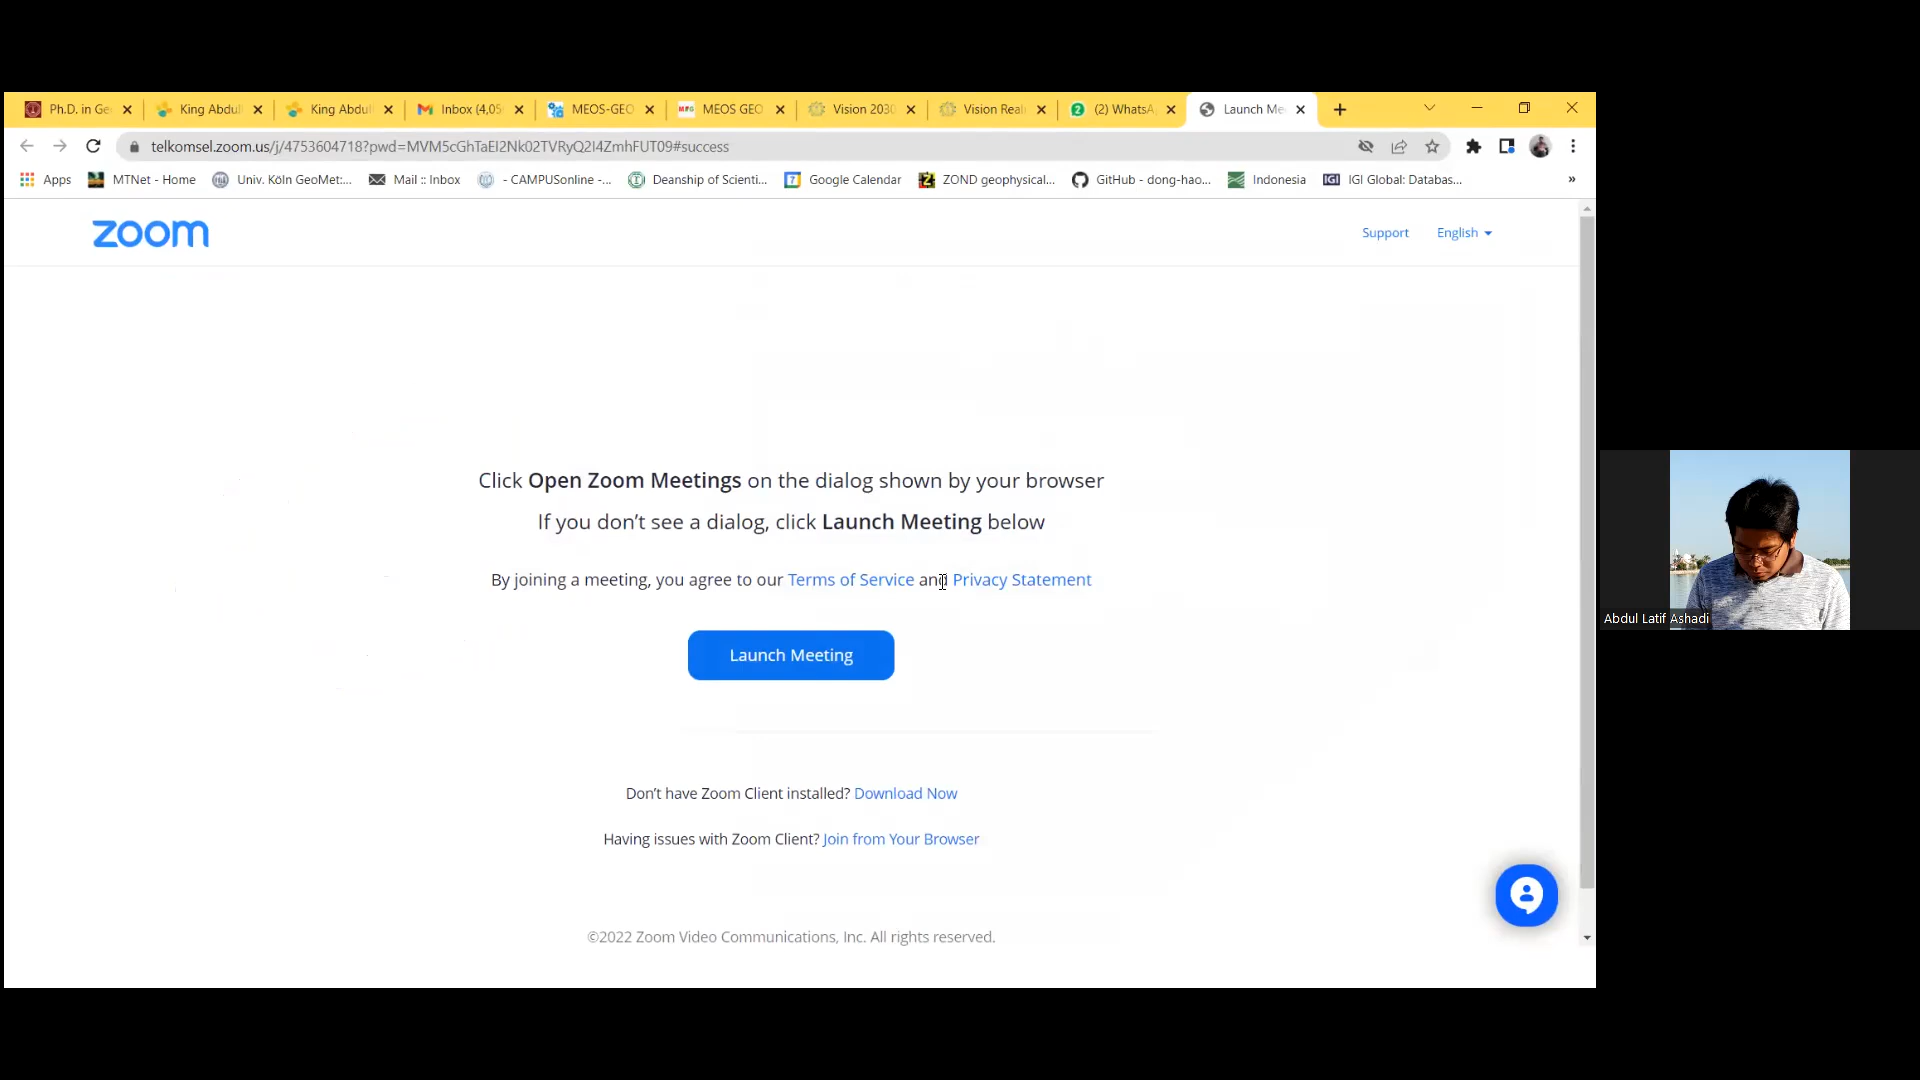 Ph.D. in Ge
King Abdul
King Abdul
Inbox (4,05
MEOS-GEO
MEOS GEO
Vision 2030
Vision Real
(2) WhatsA
Launch Me
telkomsel.zoom.us/j/4753604718?pwd=MVM5cGhTaEI2Nk02TVRyQ2I4ZmhFUT09#success
Apps
MTNet - Home
Univ. Köln GeoMet:...
Mail :: Inbox
- CAMPUSonline -...
Deanship of Scienti...
Google Calendar
ZOND geophysical...
GitHub - dong-hao...
Indonesia
IGI Global: Databas...
»
zoom
Support
English
Click Open Zoom Meetings on the dialog shown by your browser
If you don’t see a dialog, click Launch Meeting below
By joining a meeting, you agree to our Terms of Service and Privacy Statement
Launch Meeting
Don’t have Zoom Client installed? Download Now
Having issues with Zoom Client? Join from Your Browser
©2022 Zoom Video Communications, Inc. All rights reserved.
Abdul Latif Ashadi